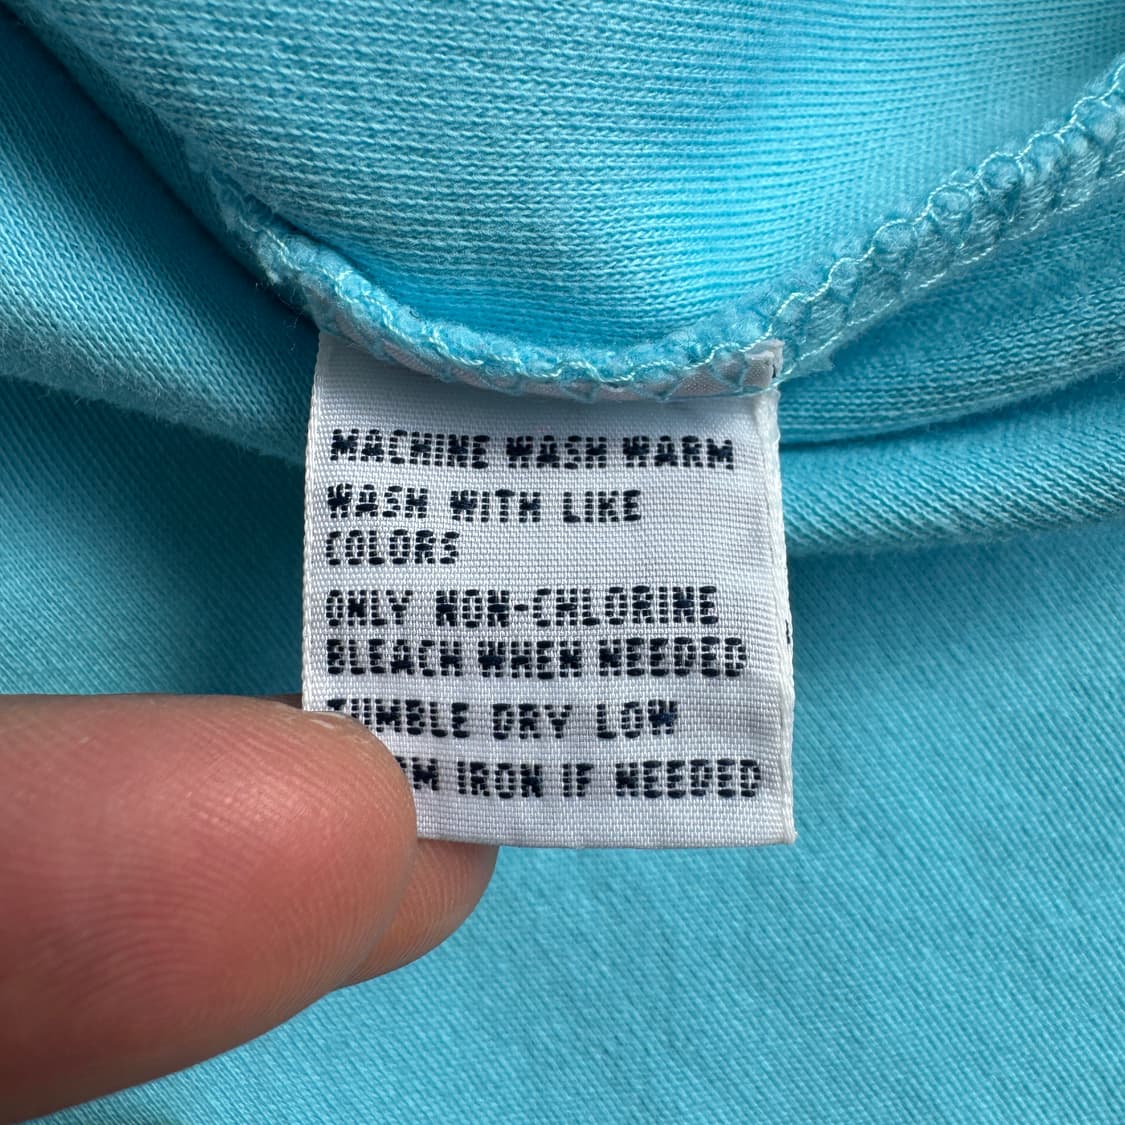 MACHINE WASH WARM
WASH WITH LIKE
COLORS
ONLY NON-CHLORINE
BLEACH WHEN NEEDED
TUMBLE DRY LOW
IRON IF NEEDED